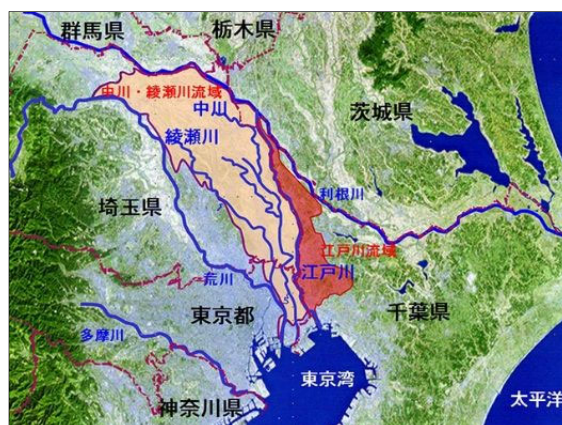 群馬県
栃木県
中川・綾瀬川流域
中川
茨城県
綾瀬川
利根川
埼玉県
江戸川流域
江戸川
荒川
東京都
千葉県
多摩川
東京湾
太平洋
神奈川県